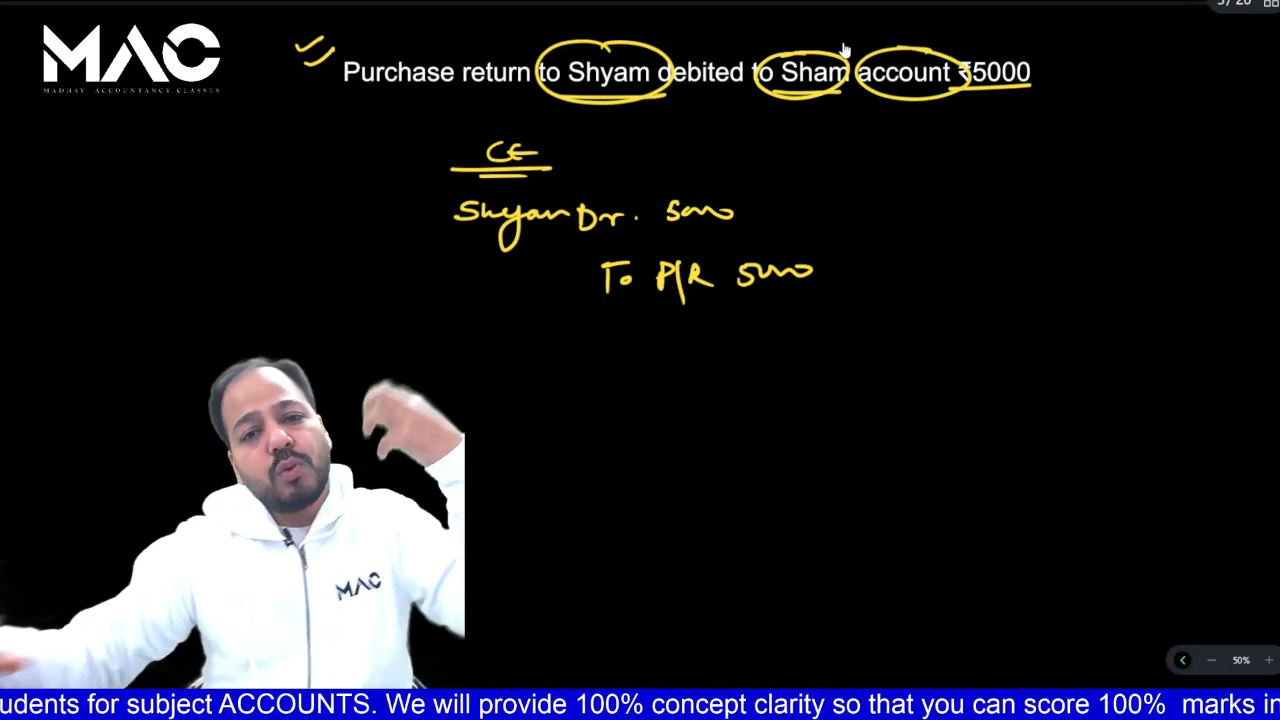 MAC
MADHAV ACCOUNTANCY CLASSES
Purchase return to Shyam debited to Sham account ₹5000
CE
Shyam Dr. 5000
To P/R 5000
MAC
50%
udents for subject ACCOUNTS. We will provide 100% concept clarity so that you can score 100% marks in